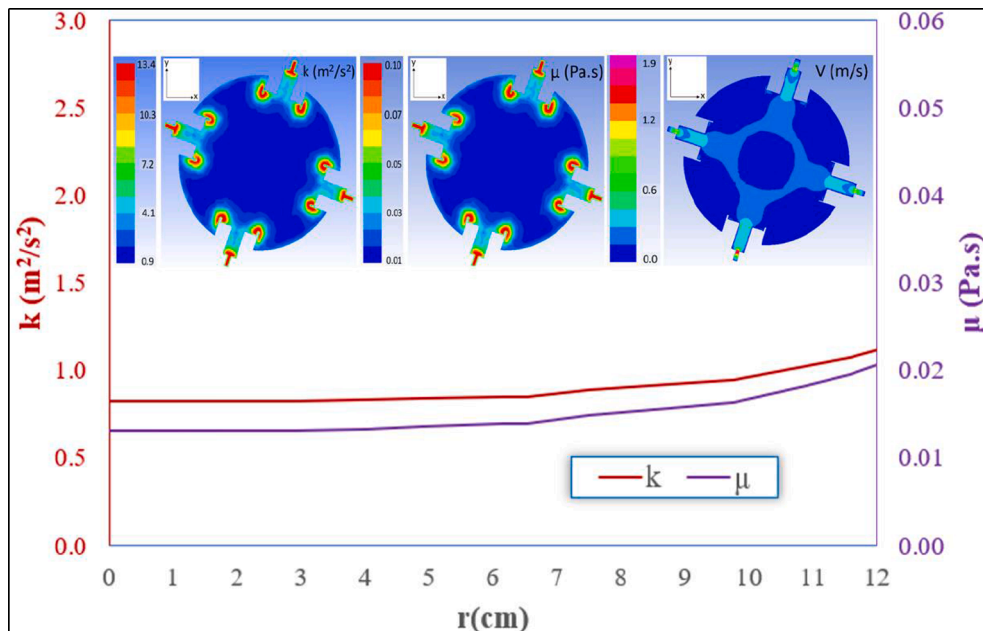 k (m²/s²)
3.0
2.5
2.0
1.5
1.0
0.5
0.0
13.4
10.3
7.2
4.1
0.9
y
x
k (m²/s²)
0.10
0.07
0.05
0.03
0.01
y
x
μ (Pa.s)
1.9
1.2
0.6
0.0
y
x
V (m/s)
k
μ
0.06
0.05
0.04
0.03
0.02
0.01
0.00
μ (Pa.s)
0 1 2 3 4 5 6 7 8 9 10 11 12
r(cm)